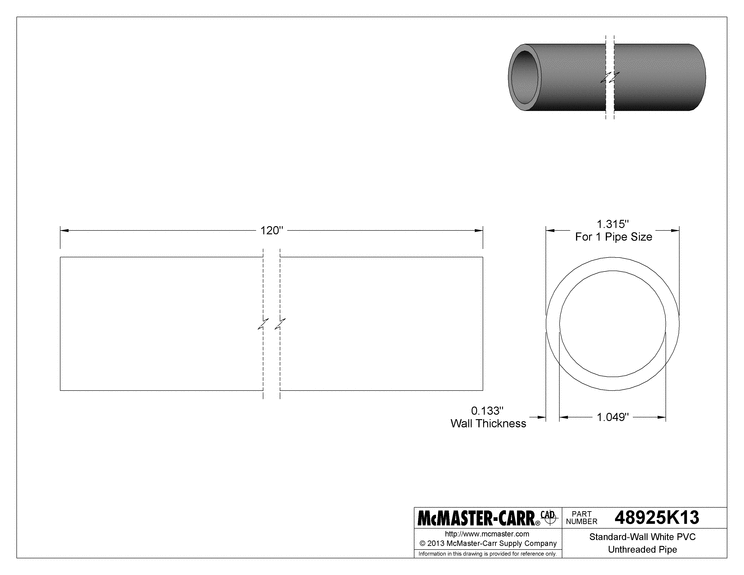 120"
1.315"
For 1 Pipe Size
0.133"
Wall Thickness
1.049"
McMASTER-CARR® CAD
http://www.mcmaster.com
© 2013 McMaster-Carr Supply Company
Information in this drawing is provided for reference only.
PART
NUMBER
48925K13
Standard-Wall White PVC
Unthreaded Pipe